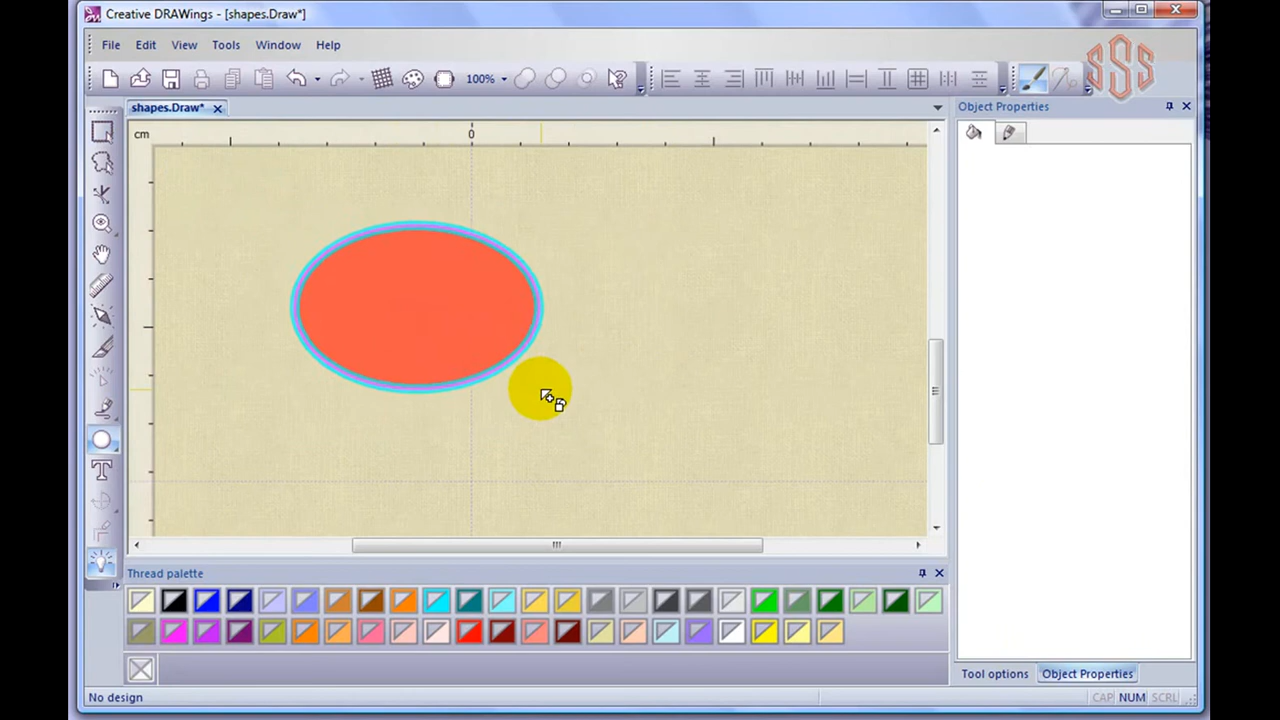 Creative DRAWings - [shapes.Draw*]
File Edit View Tools Window Help
100%
SSS
shapes.Draw*
Object Properties
cm
0
Thread palette
Tool options
Object Properties
No design
CAP NUM SCRL